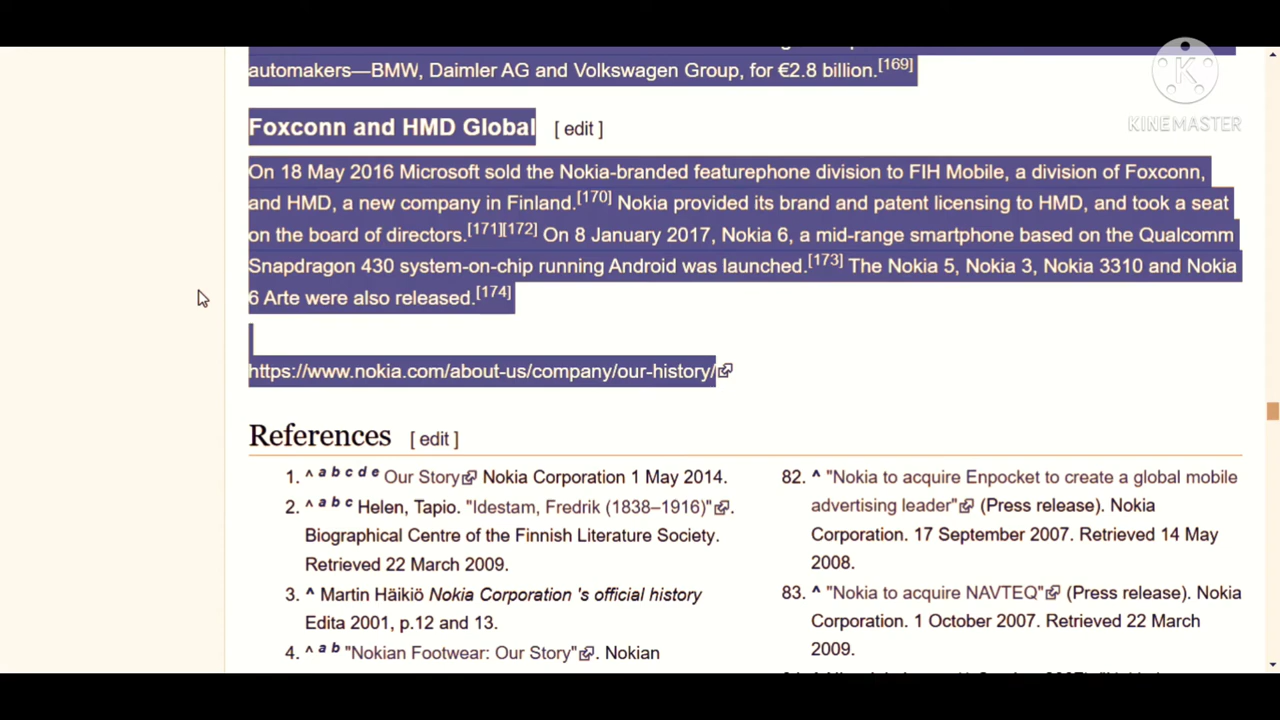 automakers—BMW, Daimler AG and Volkswagen Group, for €2.8 billion.[169]
KINEMASTER
Foxconn and HMD Global [ edit ]
On 18 May 2016 Microsoft sold the Nokia-branded featurephone division to FIH Mobile, a division of Foxconn,
and HMD, a new company in Finland.[170] Nokia provided its brand and patent licensing to HMD, and took a seat
on the board of directors.[171][172] On 8 January 2017, Nokia 6, a mid-range smartphone based on the Qualcomm
Snapdragon 430 system-on-chip running Android was launched.[173] The Nokia 5, Nokia 3, Nokia 3310 and Nokia
6 Arte were also released.[174]
https://www.nokia.com/about-us/company/our-history/
References [ edit ]
1. ^ a b c d e Our Story Nokia Corporation 1 May 2014.
2. ^ a b c Helen, Tapio. "Idestam, Fredrik (1838–1916)".
Biographical Centre of the Finnish Literature Society.
Retrieved 22 March 2009.
3. ^ Martin Häikiö Nokia Corporation 's official history
Edita 2001, p.12 and 13.
4. ^ a b "Nokian Footwear: Our Story". Nokian
82. ^ "Nokia to acquire Enpocket to create a global mobile
advertising leader" (Press release). Nokia
Corporation. 17 September 2007. Retrieved 14 May
2008.
83. ^ "Nokia to acquire NAVTEQ" (Press release). Nokia
Corporation. 1 October 2007. Retrieved 22 March
2009.